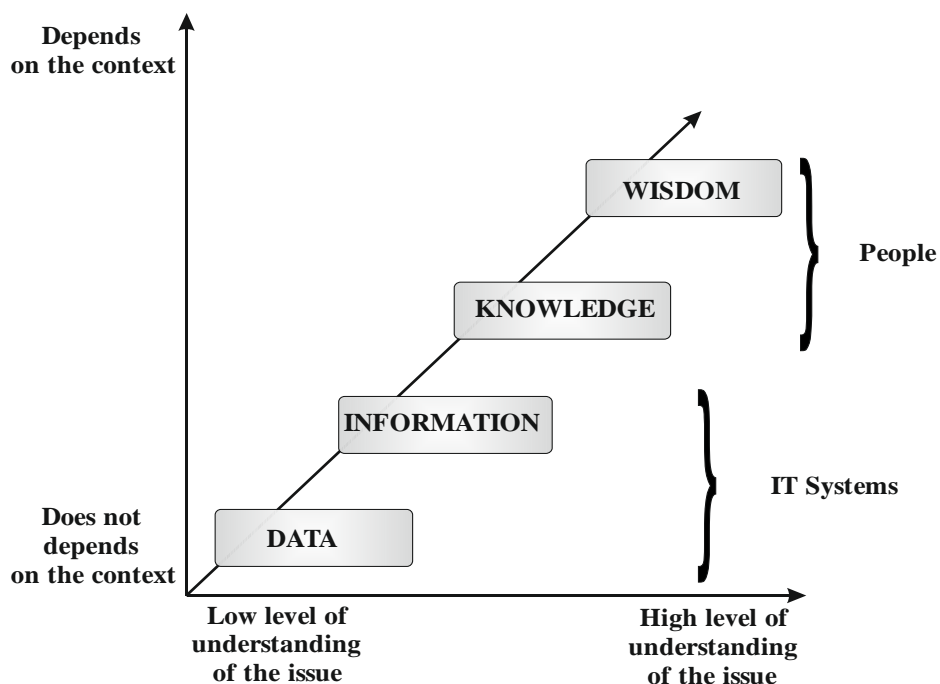 Depends
on the context
WISDOM
People
KNOWLEDGE
INFORMATION
IT Systems
Does not
depends
on the context
DATA
Low level of
understanding
of the issue
High level of
understanding
of the issue